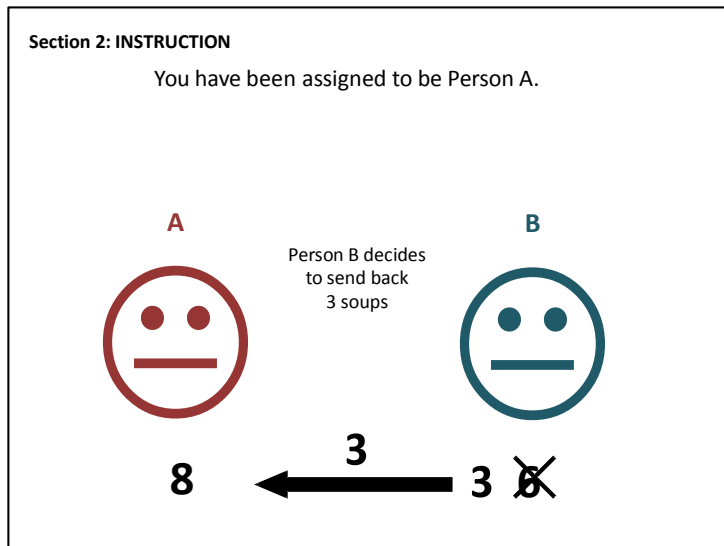 Section 2: INSTRUCTION
You have been assigned to be Person A.
A
B
Person B decides
to send back
3 soups
3
8
3 6